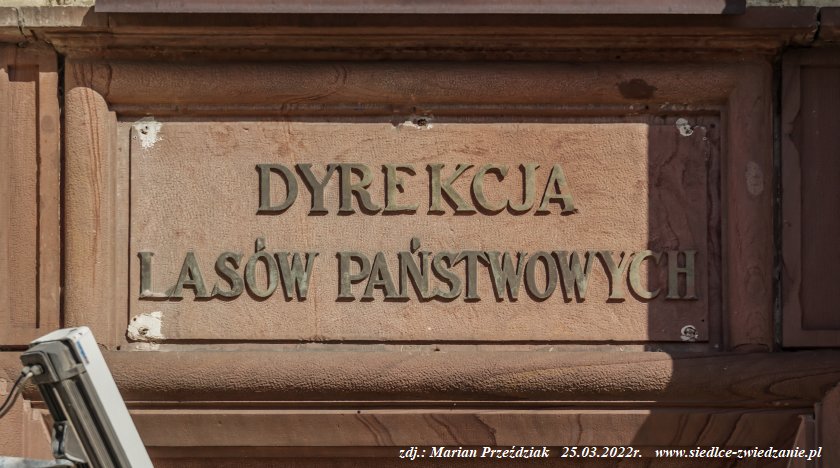 DYREKCJA
LASÓW PAŃSTWOWYCH
zdj.: Marian Przeździak 25.03.2022r. www.siedlce-zwiedzanie.pl